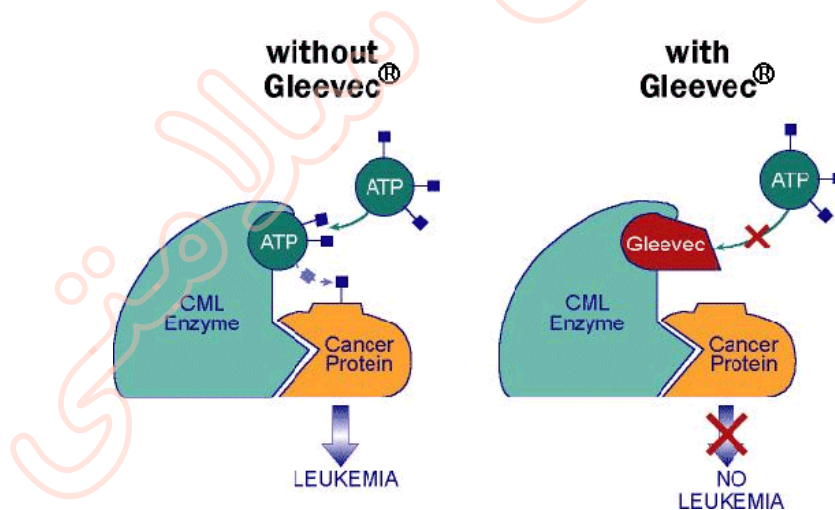 without
Gleevec®
ATP
ATP
CML
Enzyme
Cancer
Protein
LEUKEMIA
with
Gleevec®
ATP
Gleevec
CML
Enzyme
Cancer
Protein
NO
LEUKEMIA